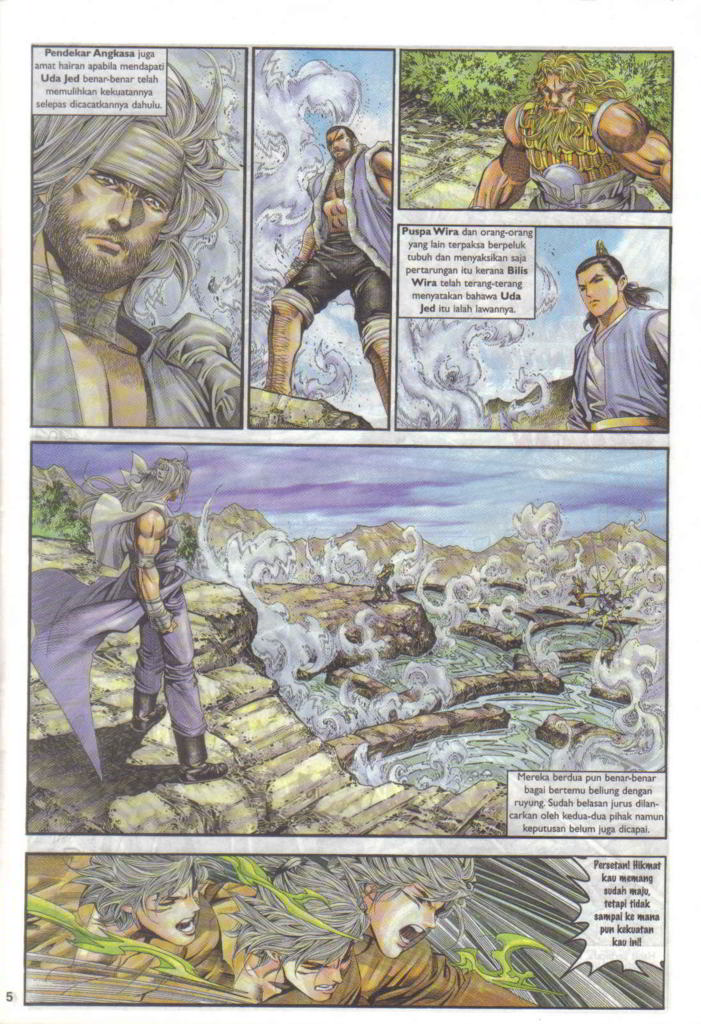 Pendekar Angkasa juga
amat hairan apabila mendapati
Uda Jed benar-benar telah
memulihkan kekuatannya
selepas dicacatkannya dahulu.
Puspa Wira dan orang-orang
yang lain terpaksa berpeluk
tubuh dan menyaksikan saja
pertarungan itu kerana Bilis
Wira telah terang-terang
menyatakan bahawa Uda
Jed itu ialah lawannya.
Mereka berdua pun benar-benar
bagai bertemu beliung dengan
ruyung. Sudah belasan jurus dilan-
carkan oleh kedua-dua pihak namun
keputusan belum juga dicapai.
Persetan! Hikmat
kau memang
sudah maju,
tetapi tidak
sampai ke mana
pun kekuatan
kau ini!!
5